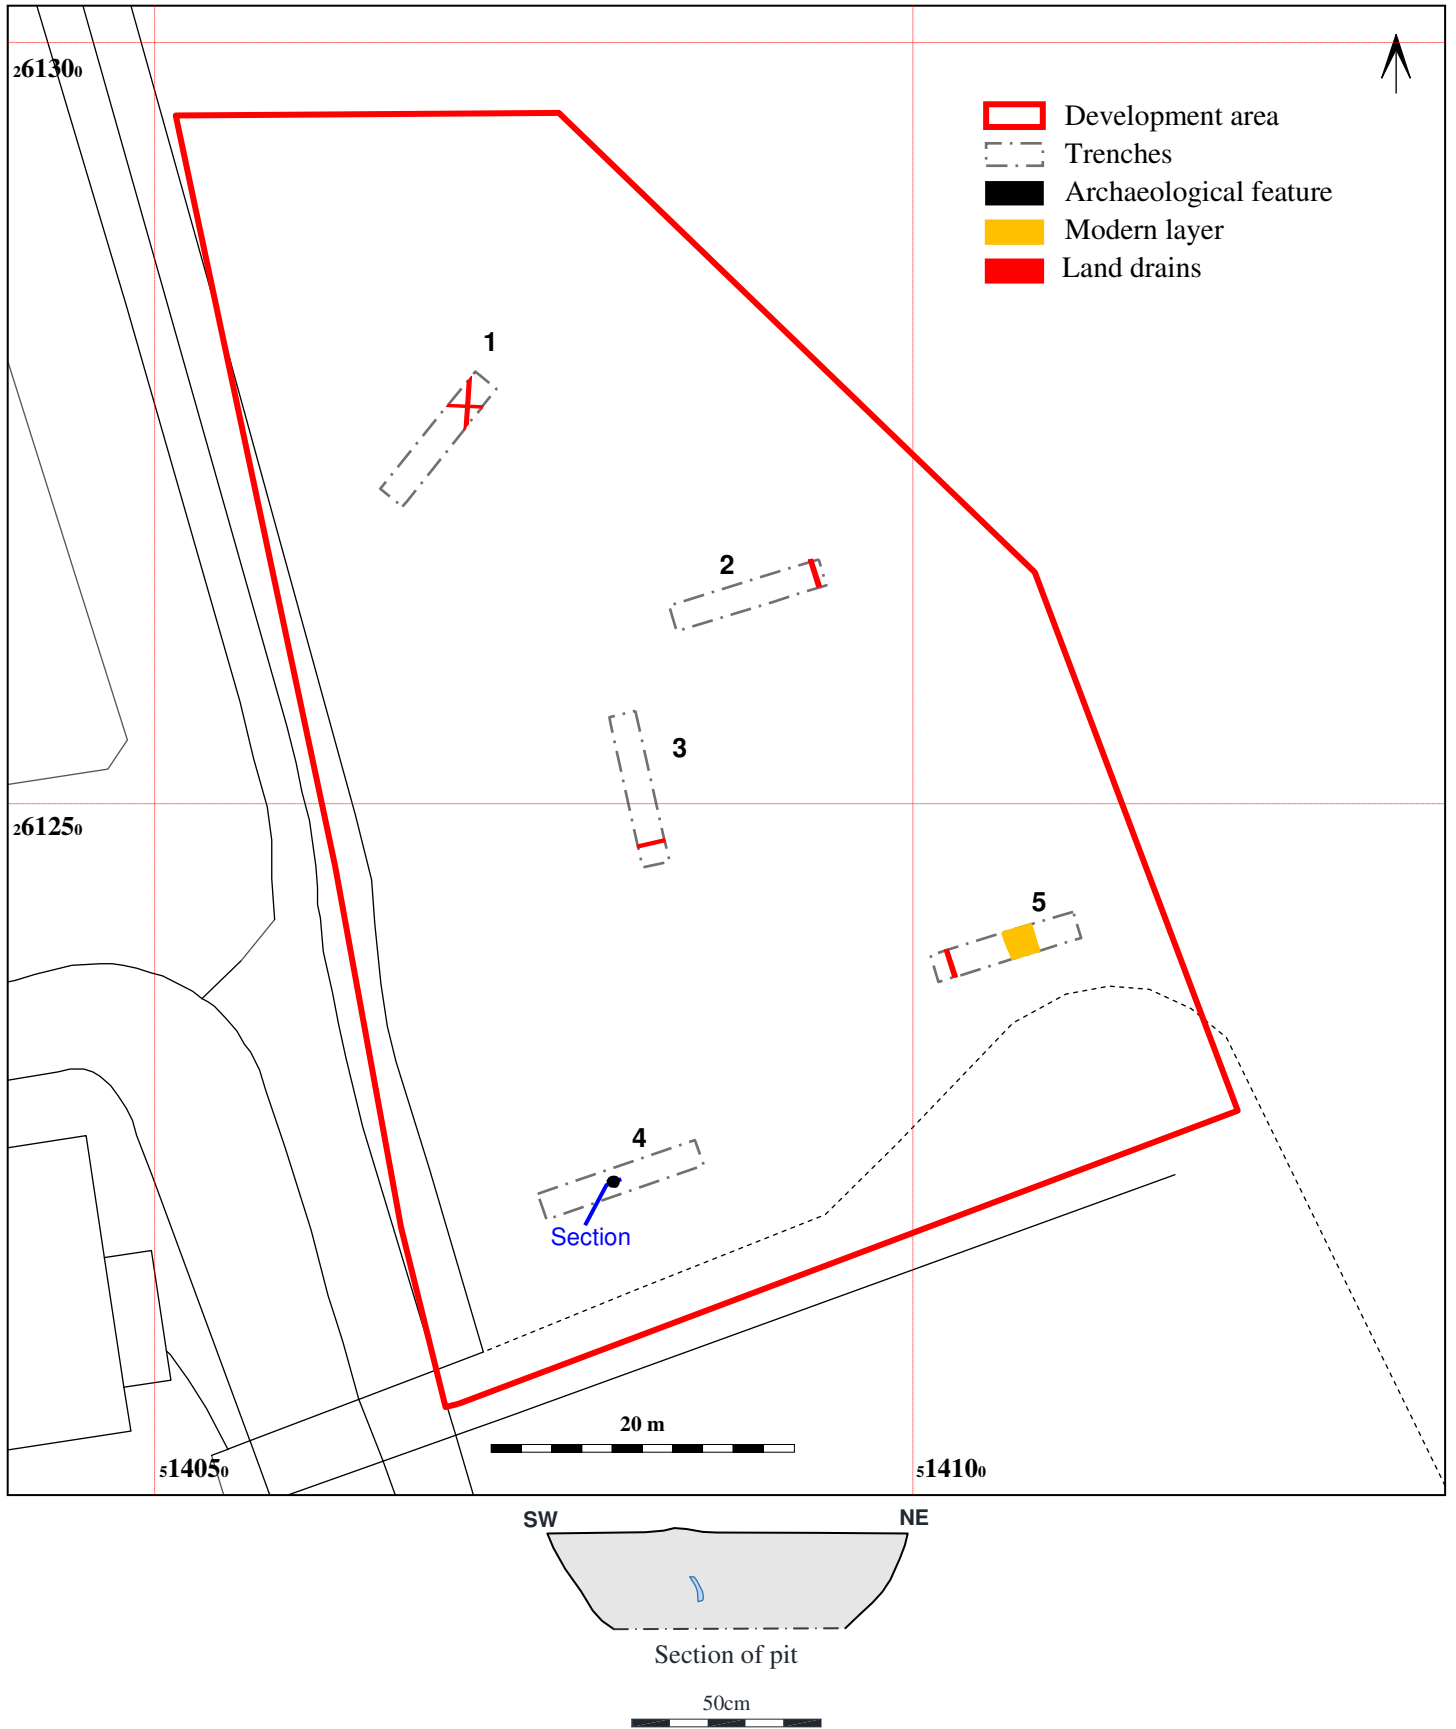 261300
Development area
Trenches
Archaeological feature
Modern layer
Land drains
1
2
3
261250
5
4
Section
20 m
514050
514100
SW
NE
Section of pit
50cm